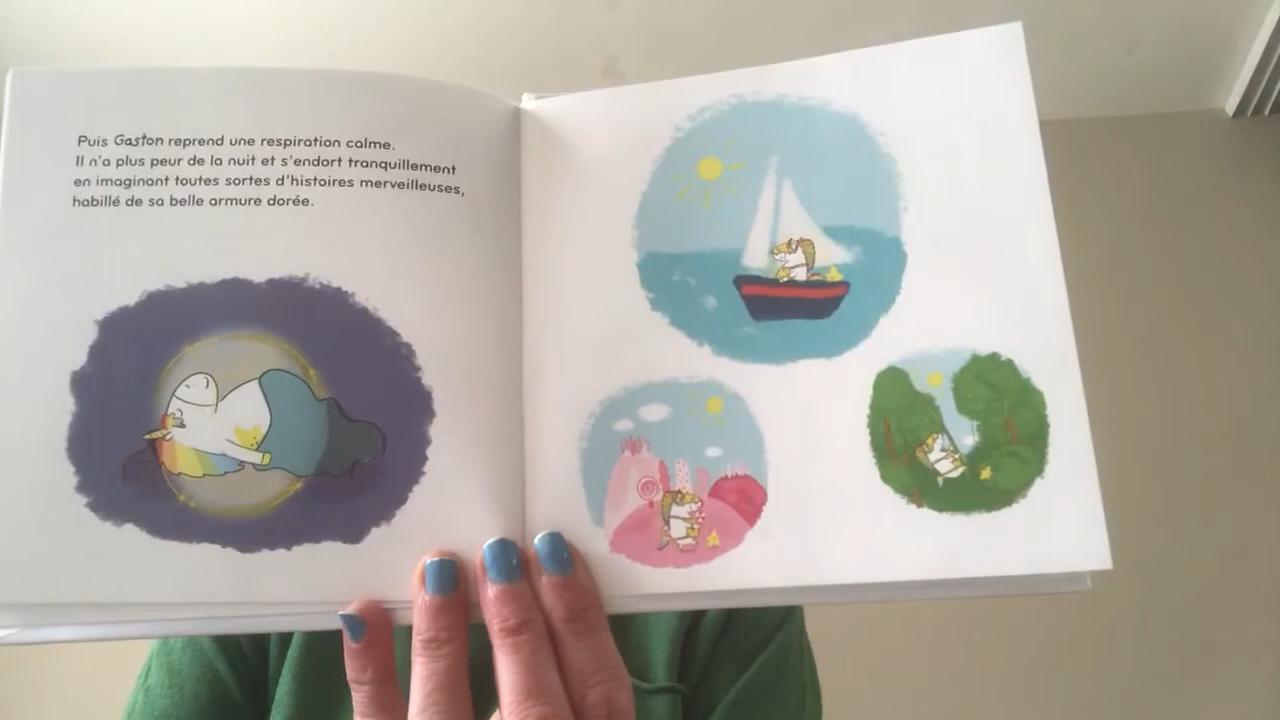 Puis Gaston reprend une respiration calme.
Il n'a plus peur de la nuit et s'endort tranquillement
en imaginant toutes sortes d'histoires merveilleuses,
habillé de sa belle armure dorée.